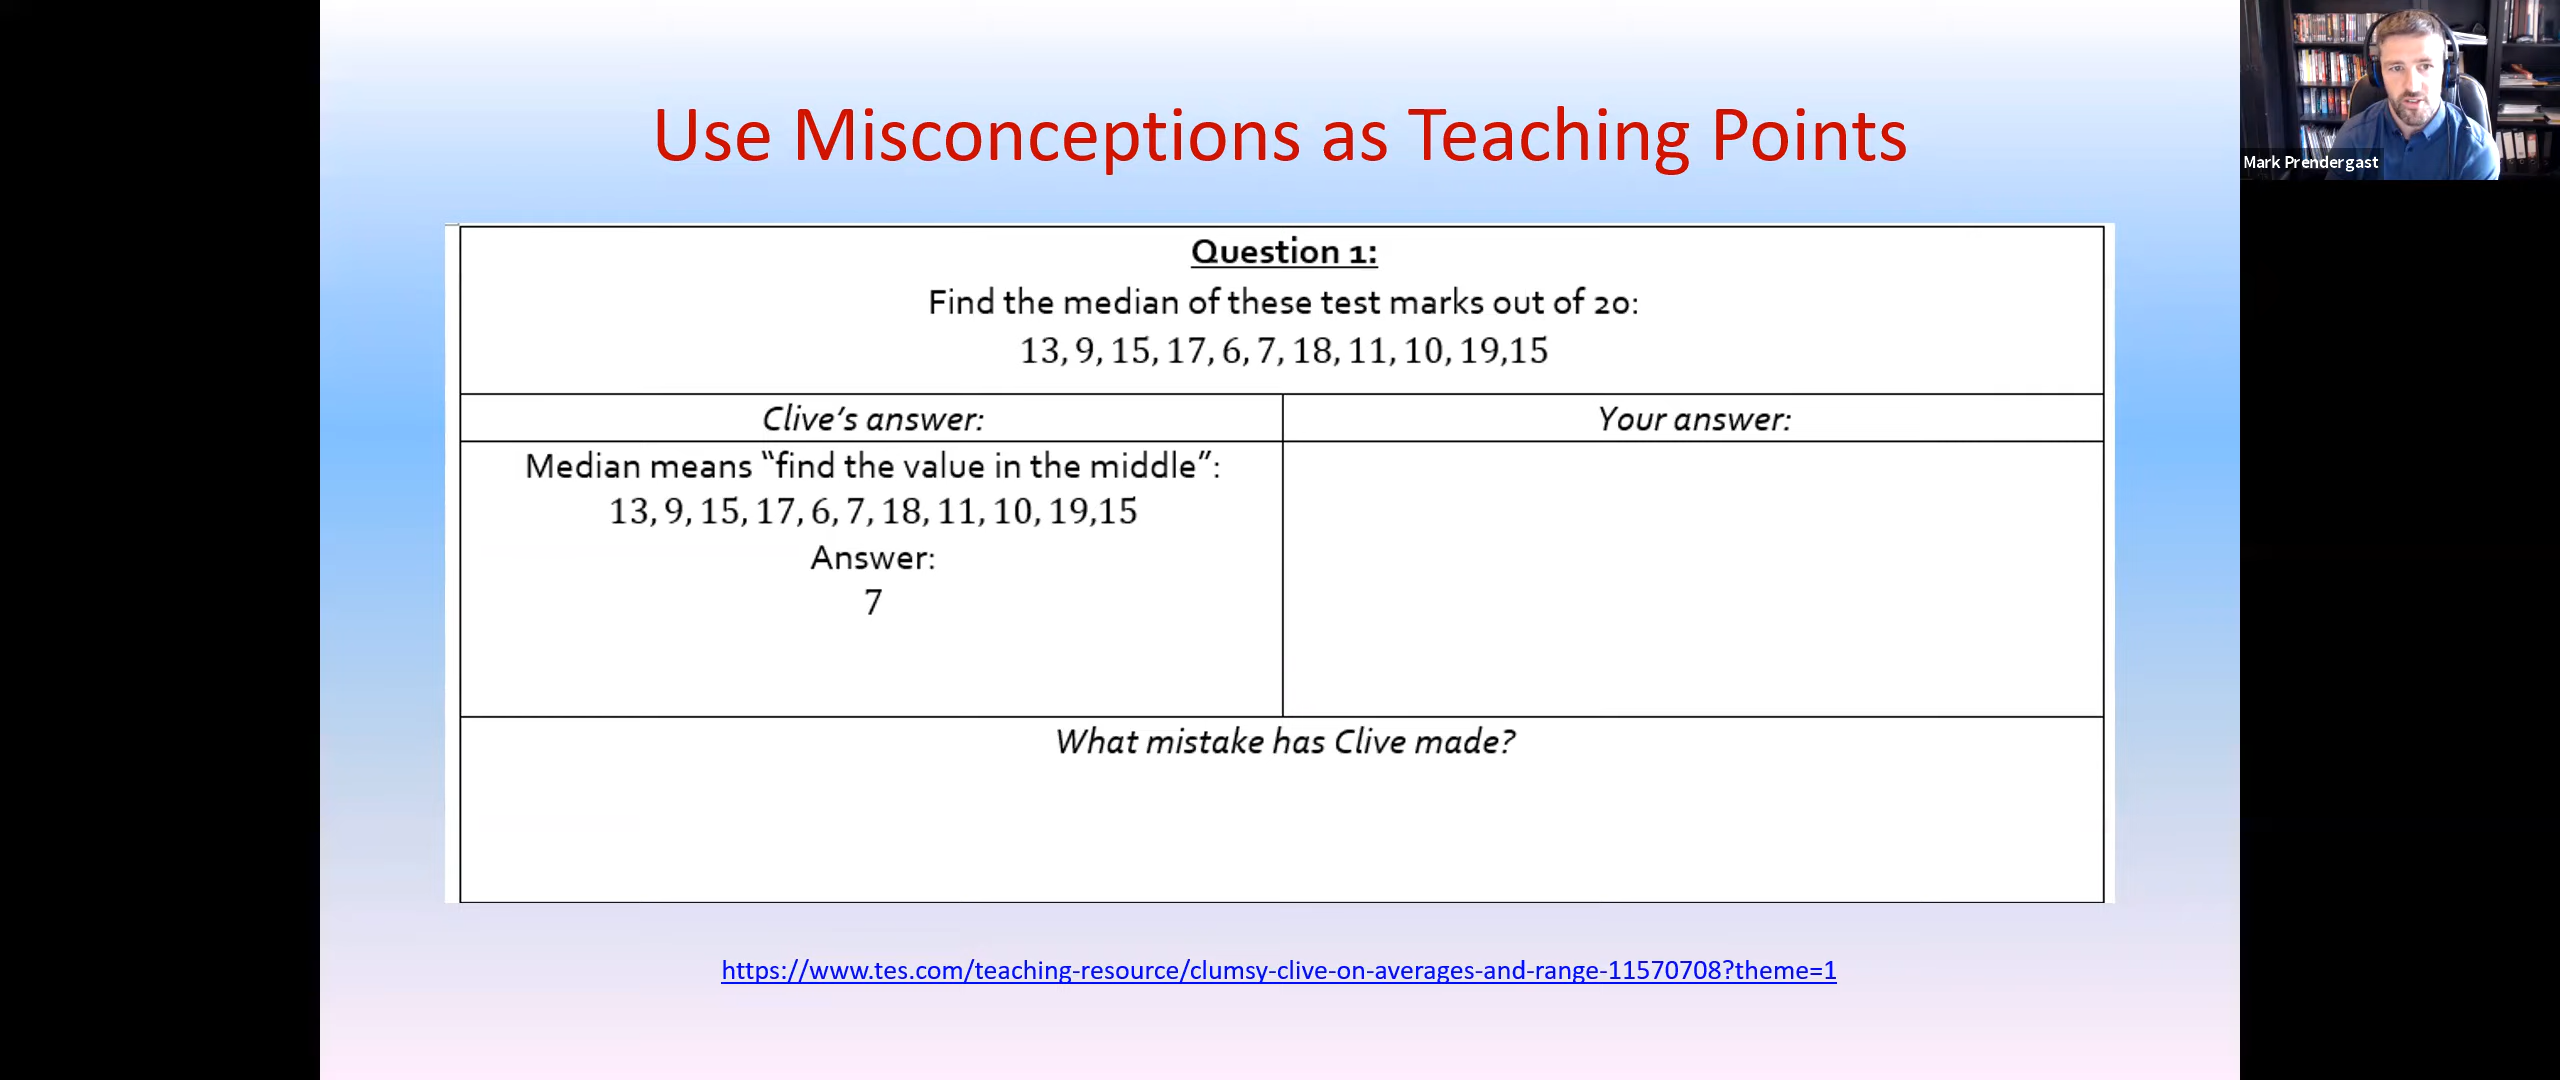 Use Misconceptions as Teaching Points
Mark Prendergast
Question 1:
Find the median of these test marks out of 20:
13, 9, 15, 17, 6, 7, 18, 11, 10, 19,15
Clive's answer:
Your answer:
Median means “find the value in the middle”:
13, 9, 15, 17, 6, 7, 18, 11, 10, 19,15
Answer:
7
What mistake has Clive made?
https://www.tes.com/teaching-resource/clumsy-clive-on-averages-and-range-11570708?theme=1